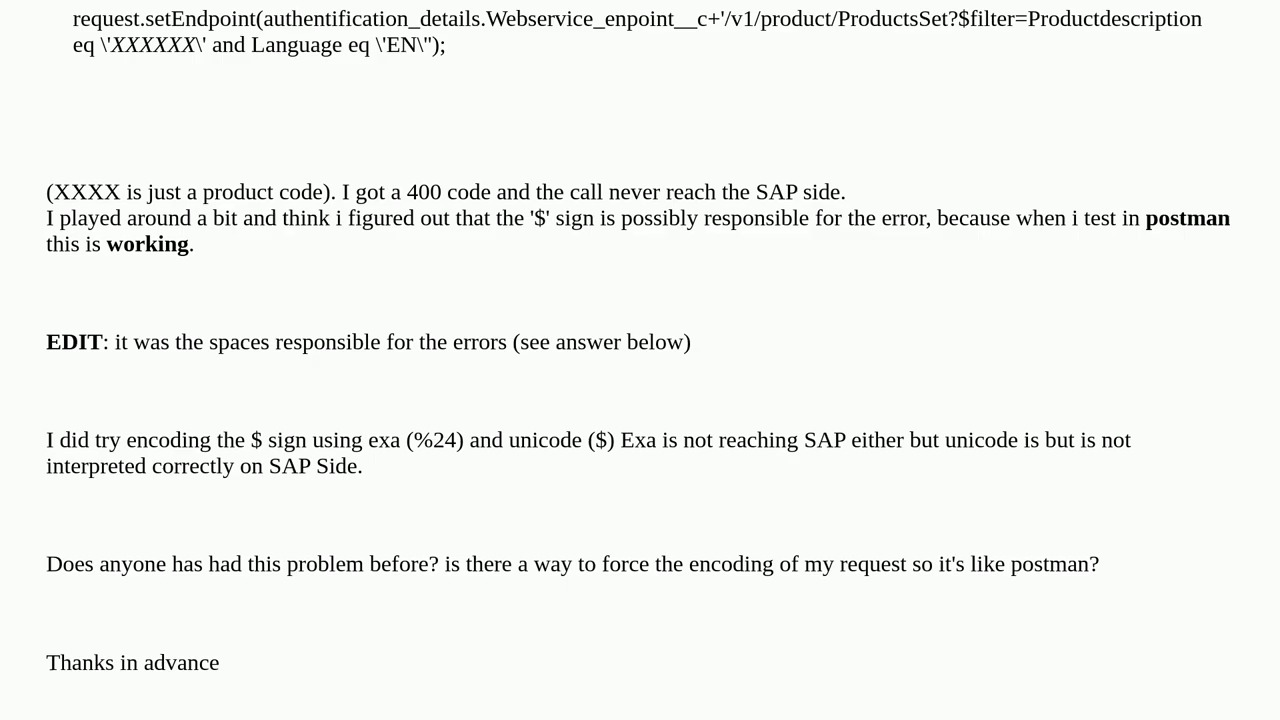 request.setEndpoint(authentification_details.Webservice_enpoint__c+'/v1/product/ProductsSet?$filter=Productdescription
eq \'XXXXXX\' and Language eq \'EN\'');
(XXXX is just a product code). I got a 400 code and the call never reach the SAP side.
I played around a bit and think i figured out that the '$' sign is possibly responsible for the error, because when i test in postman
this is working.
EDIT: it was the spaces responsible for the errors (see answer below)
I did try encoding the $ sign using exa (%24) and unicode ($) Exa is not reaching SAP either but unicode is but is not
interpreted correctly on SAP Side.
Does anyone has had this problem before? is there a way to force the encoding of my request so it's like postman?
Thanks in advance